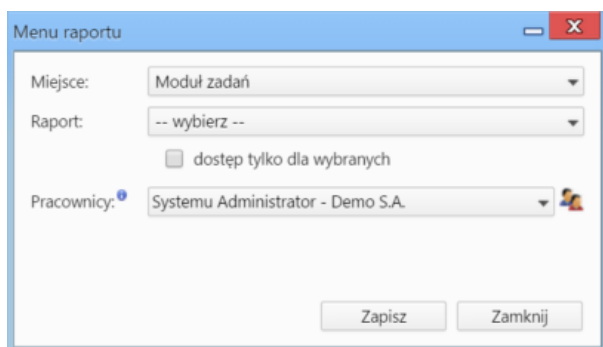 Menu raportu
Miejsce: Moduł zadań
Raport: -- wybierz --
dostęp tylko dla wybranych
Pracownicy: Systemu Administrator - Demo S.A.
Zapisz Zamknij